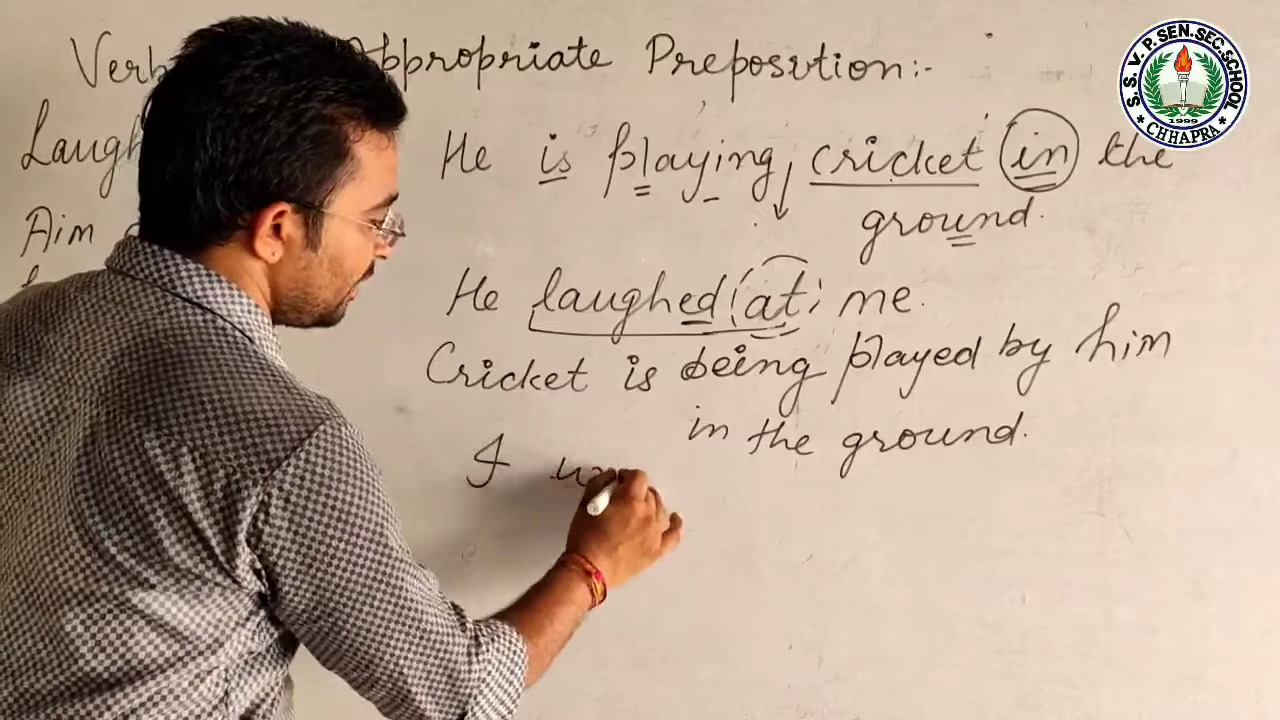 Verb Appropriate Preposition:-
Laugh
Aim
He is playing cricket in the
ground.
He laughed at me.
Cricket is being played by him
in the ground.
I
S.S.V.P.SEN.SEC.SCHOOL
1999
CHHAPRA